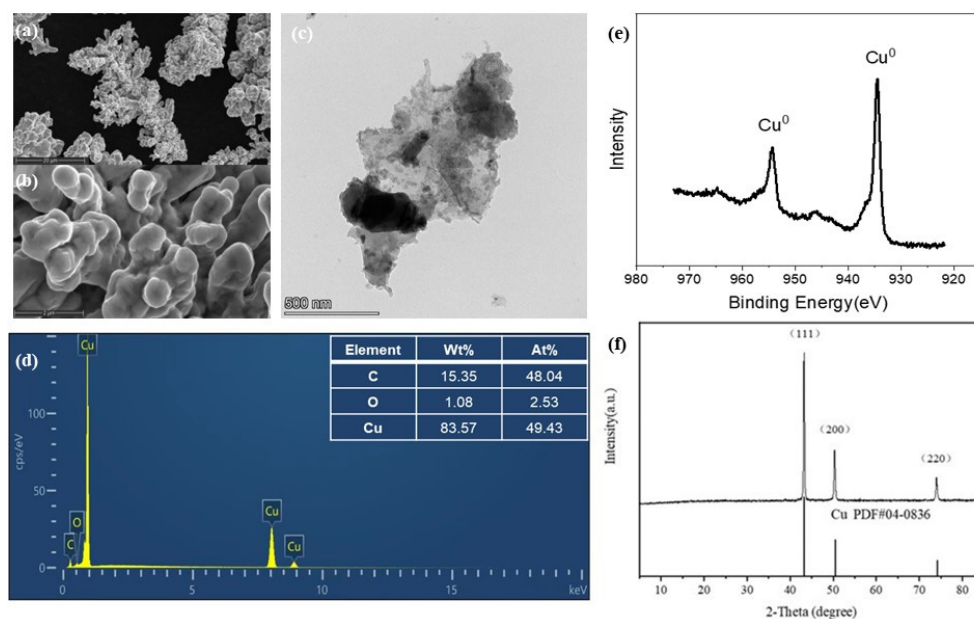 (a)
(b)
(c)
500 nm
(d)
Cu
Element Wt% At%
C 15.35 48.04
O 1.08 2.53
Cu 83.57 49.43
cps/eV
100
50
0
O
C
Cu
Cu
0 5 10 15 keV
(e)
Cu⁰
Cu⁰
Intensity
980 970 960 950 940 930 920
Binding Energy(eV)
(f)
(111)
(200)
(220)
Intensity(a.u.)
Cu PDF#04-0836
10 20 30 40 50 60 70 80
2-Theta (degree)